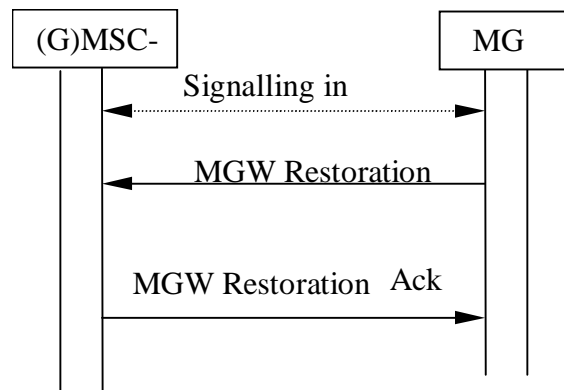 (G)MSC-
MG
Signalling in
MGW Restoration
MGW Restoration Ack